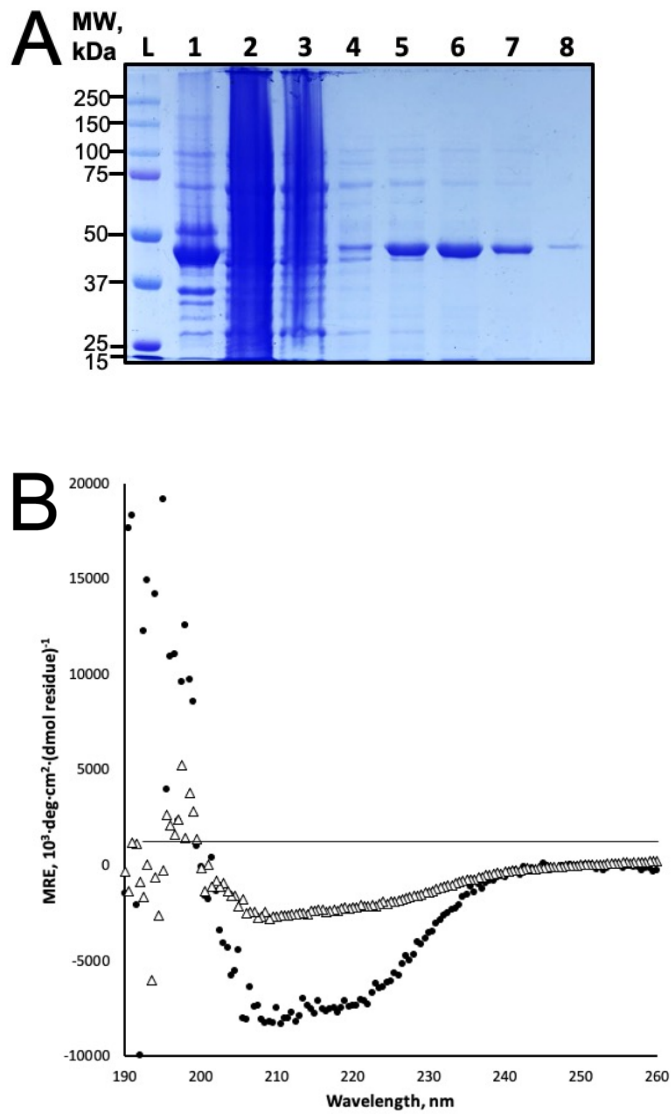 A
MW,
kDa L 1 2 3 4 5 6 7 8
250
150
100
75
50
37
25
15
B
20000
15000
10000
5000
0
-5000
-10000
MRE, 10³·deg·cm²·(dmol residue)⁻¹
190 200 210 220 230 240 250 260
Wavelength, nm